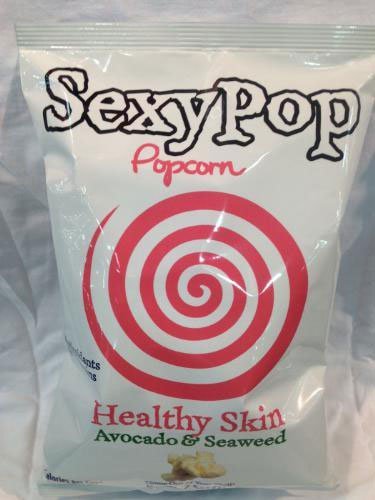 SexyPop
Popcorn
Healthy Skin
Avocado & Seaweed